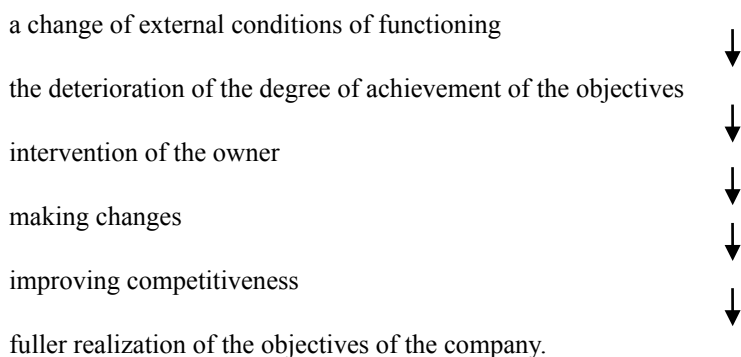 a change of external conditions of functioning
the deterioration of the degree of achievement of the objectives
intervention of the owner
making changes
improving competitiveness
fuller realization of the objectives of the company.